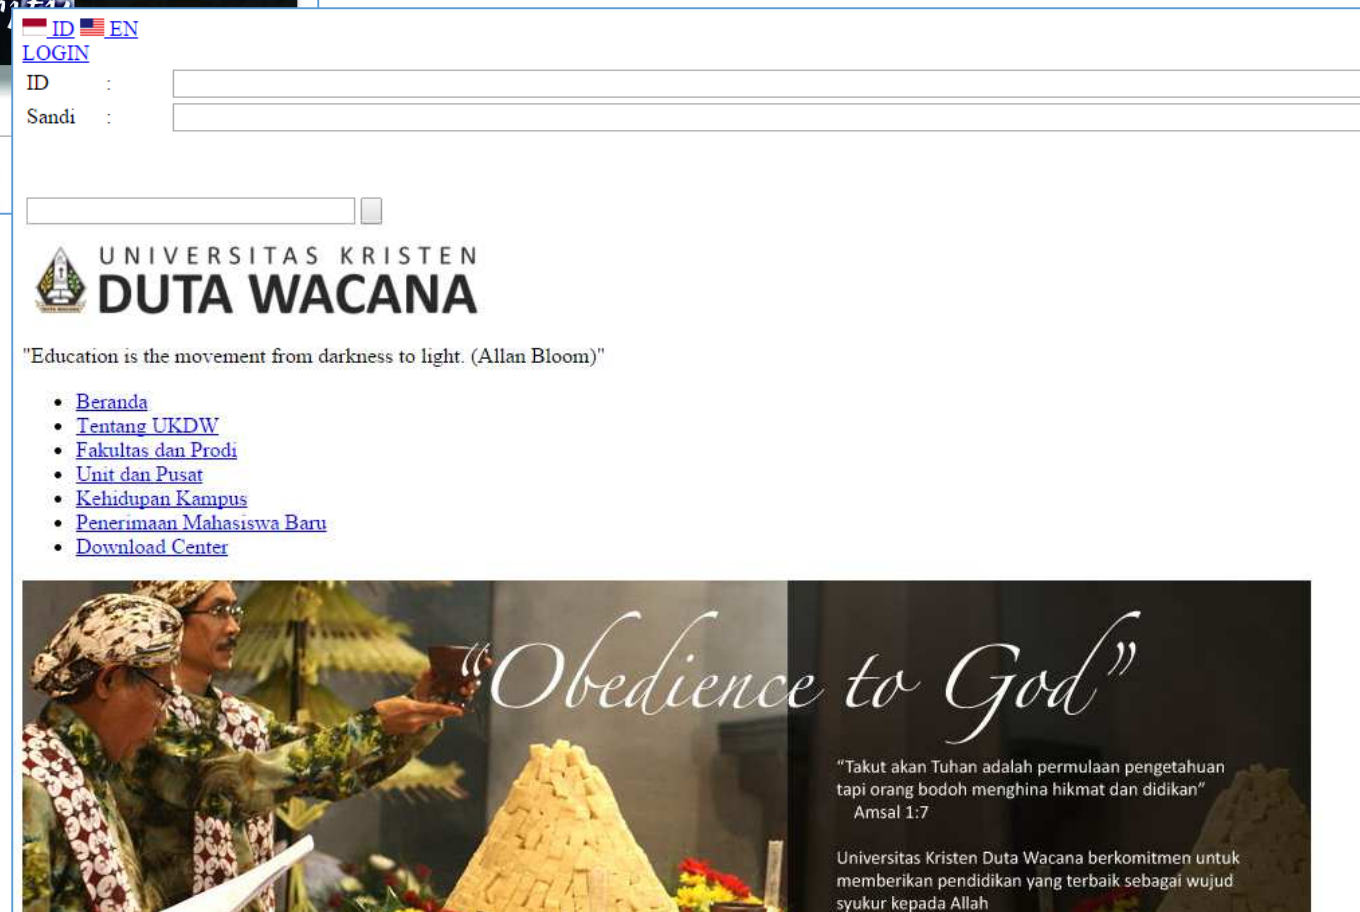 ID EN
LOGIN
ID :
Sandi :
UNIVERSITAS KRISTEN
DUTA WACANA
"Education is the movement from darkness to light. (Allan Bloom)"
• Beranda
• Tentang UKDW
• Fakultas dan Prodi
• Unit dan Pusat
• Kehidupan Kampus
• Penerimaan Mahasiswa Baru
• Download Center
“Obedience to God”
“Takut akan Tuhan adalah permulaan pengetahuan
tapi orang bodoh menghina hikmat dan didikan”
Amsal 1:7
Universitas Kristen Duta Wacana berkomitmen untuk
memberikan pendidikan yang terbaik sebagai wujud
syukur kepada Allah